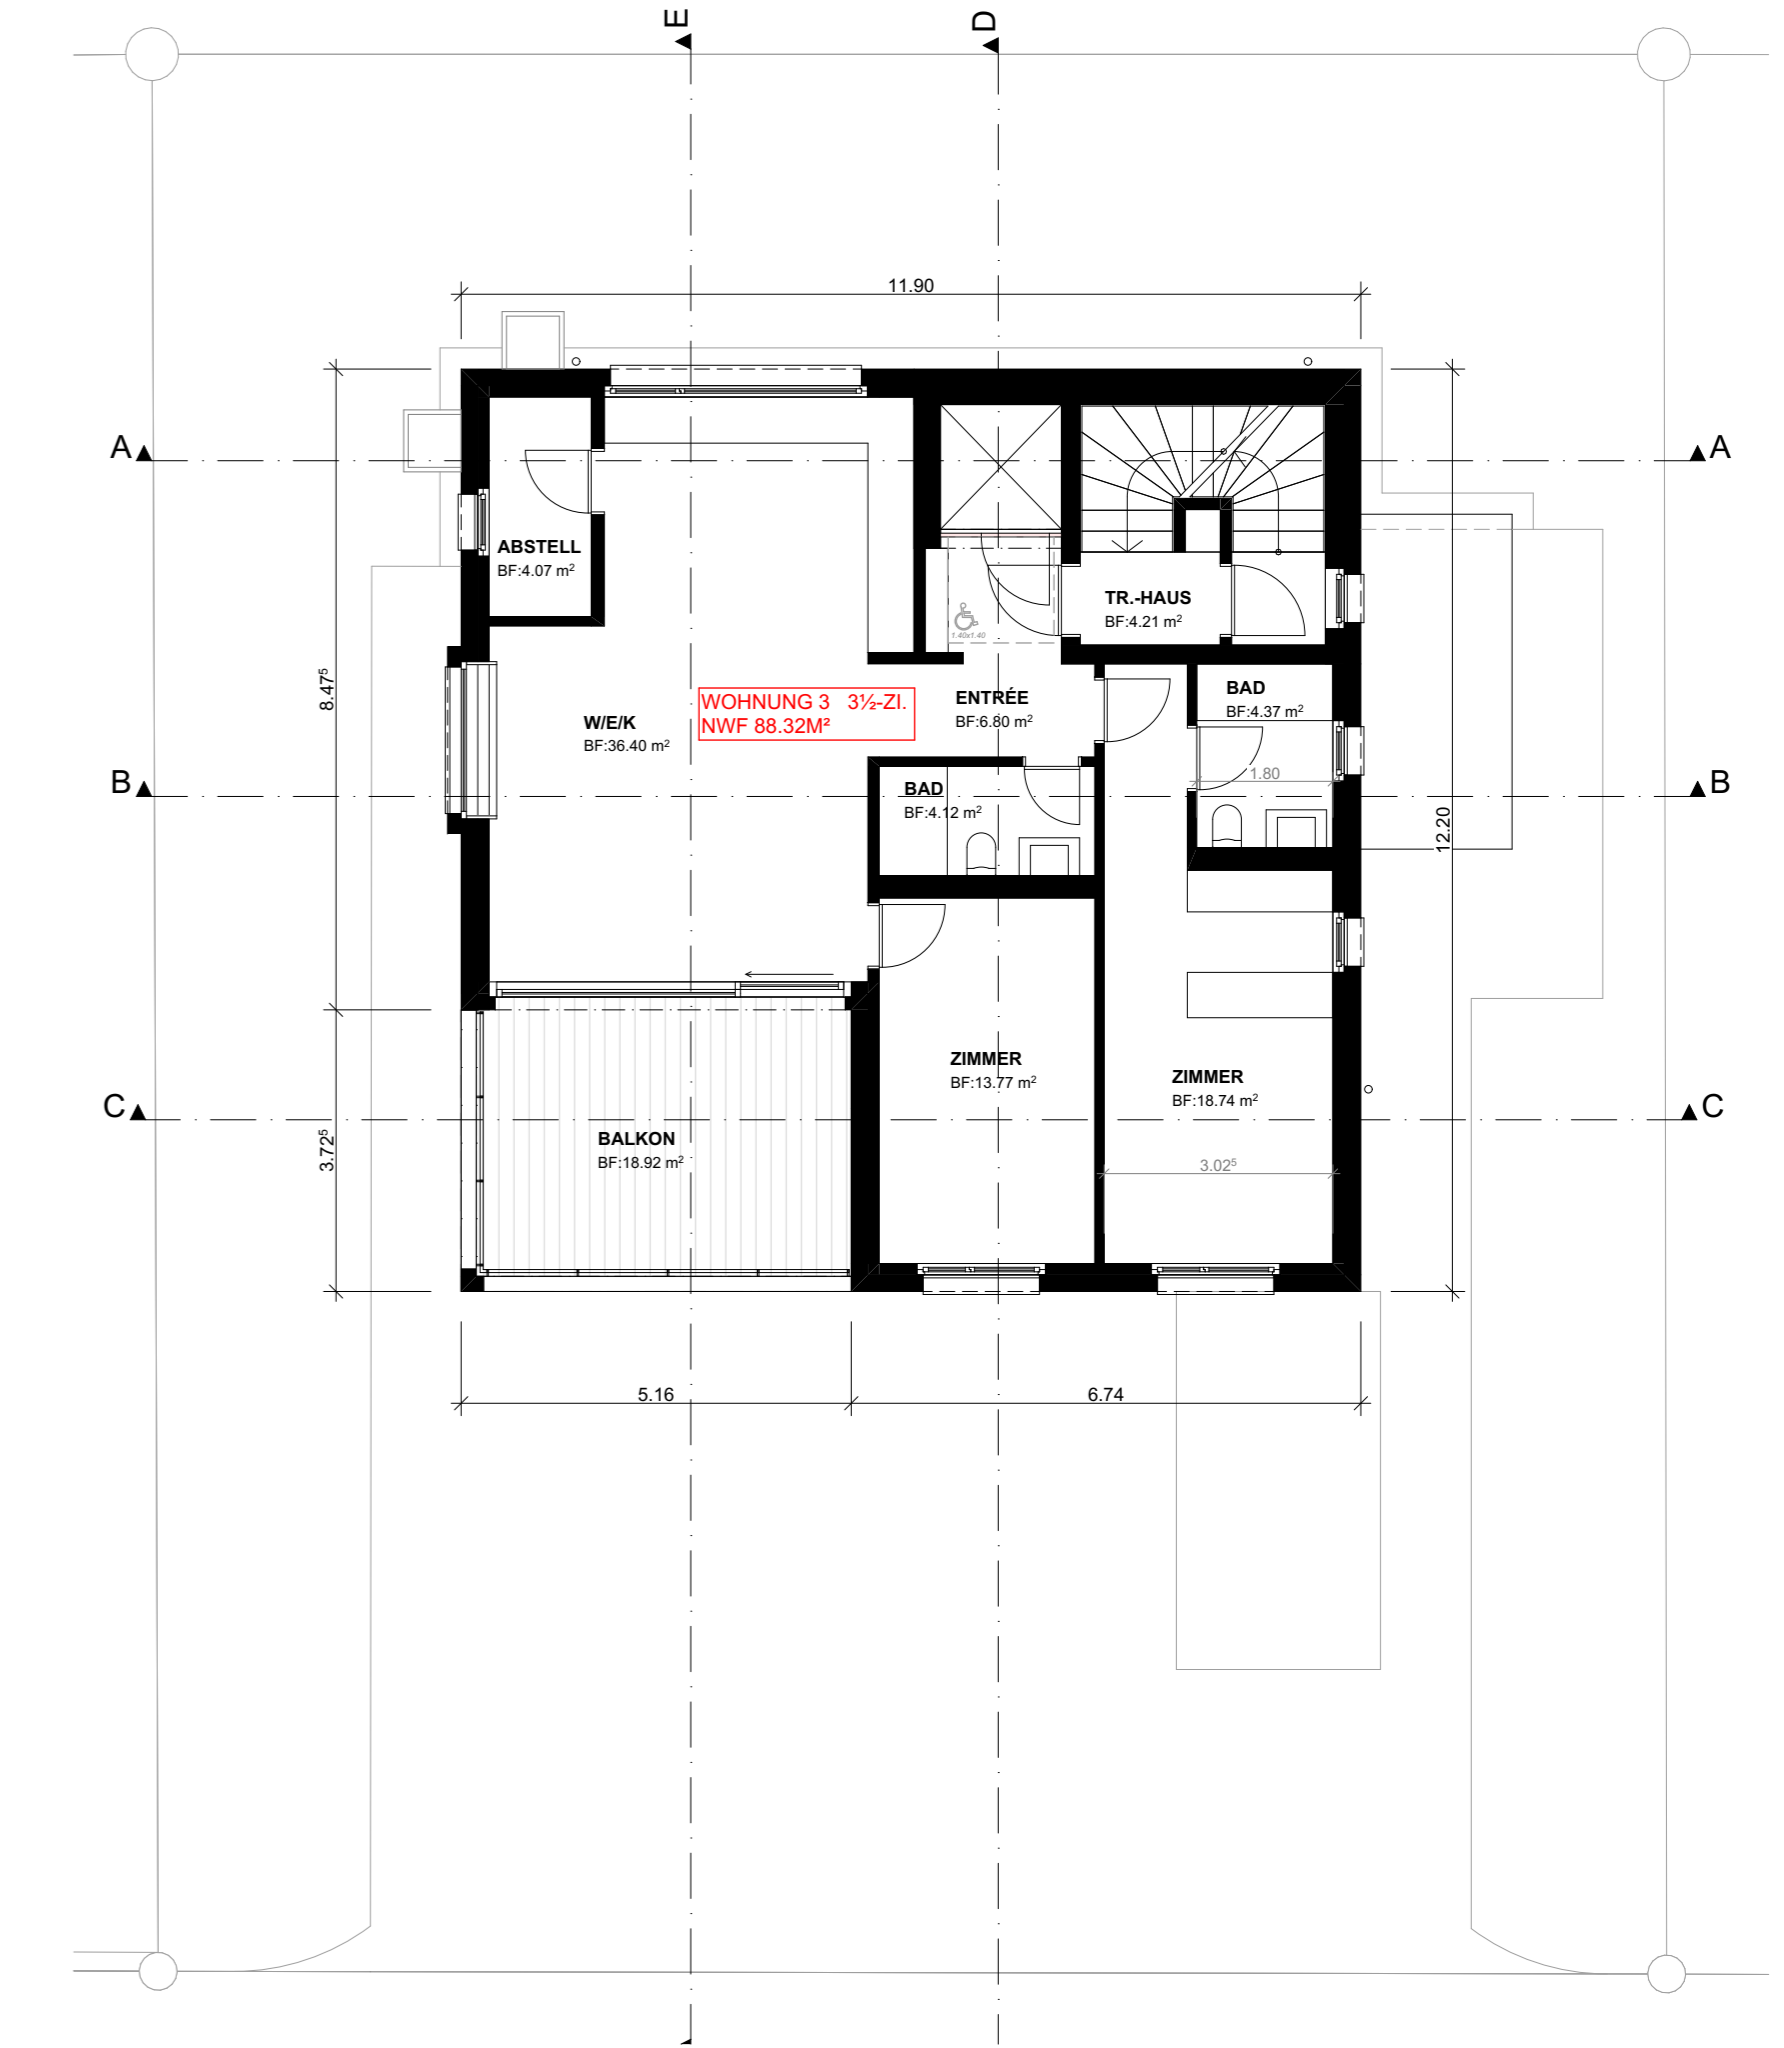 E
D
11.90
A
A
ABSTELL
BF:4.07 m²
TR.-HAUS
BF:4.21 m²
1.40x1.40
8.47⁵
WOHNUNG 3 3½-ZI.
NWF 88.32M²
W/E/K
BF:36.40 m²
ENTRÉE
BF:6.80 m²
BAD
BF:4.37 m²
1.80
B
B
BAD
BF:4.12 m²
12.20
ZIMMER
BF:13.77 m²
ZIMMER
BF:18.74 m²
C
C
3.72⁵
BALKON
BF:18.92 m²
3.02⁵
5.16
6.74